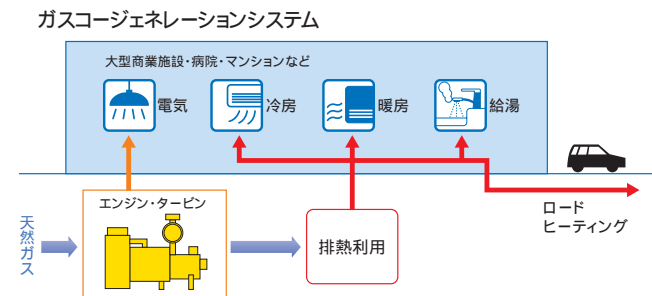 ガスコージェネレーションシステム
大型商業施設・病院・マンションなど
電気
冷房
暖房
給湯
エンジン・タービン
天然ガス
排熱利用
ロード
ヒーティング